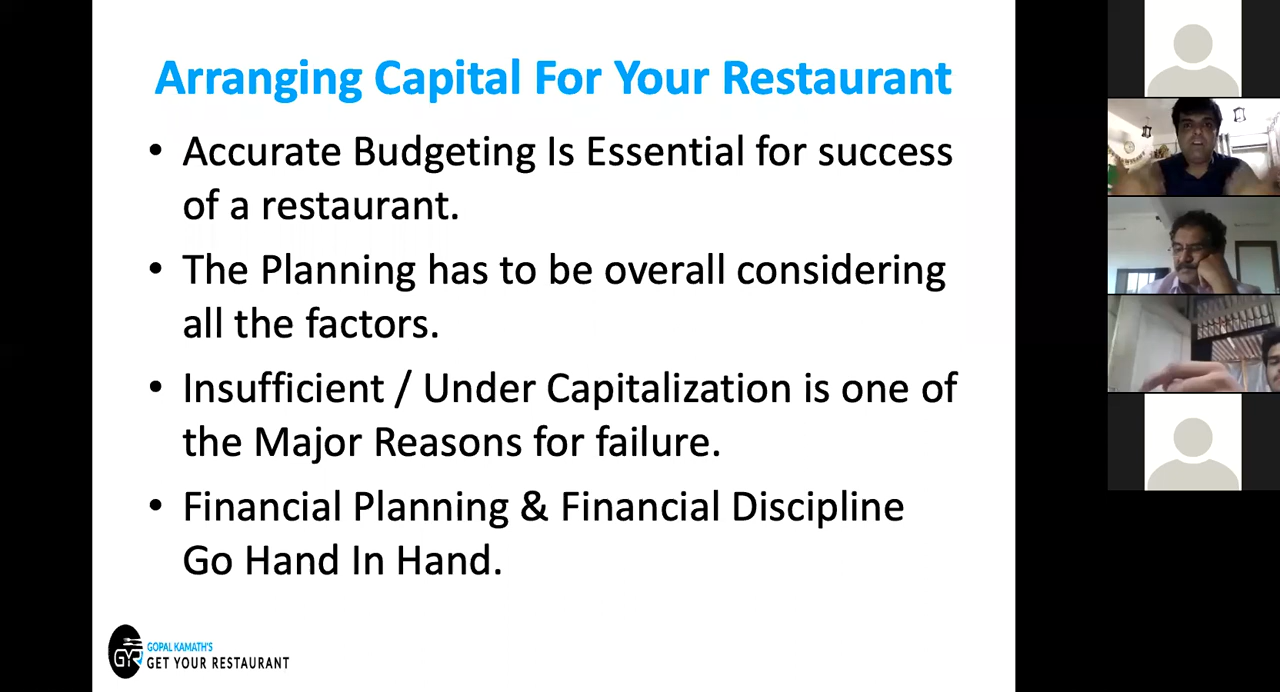 Arranging Capital For Your Restaurant
• Accurate Budgeting Is Essential for success
of a restaurant.
• The Planning has to be overall considering
all the factors.
• Insufficient / Under Capitalization is one of
the Major Reasons for failure.
• Financial Planning & Financial Discipline
Go Hand In Hand.
GYR
GOPAL KAMATH'S
GET YOUR RESTAURANT